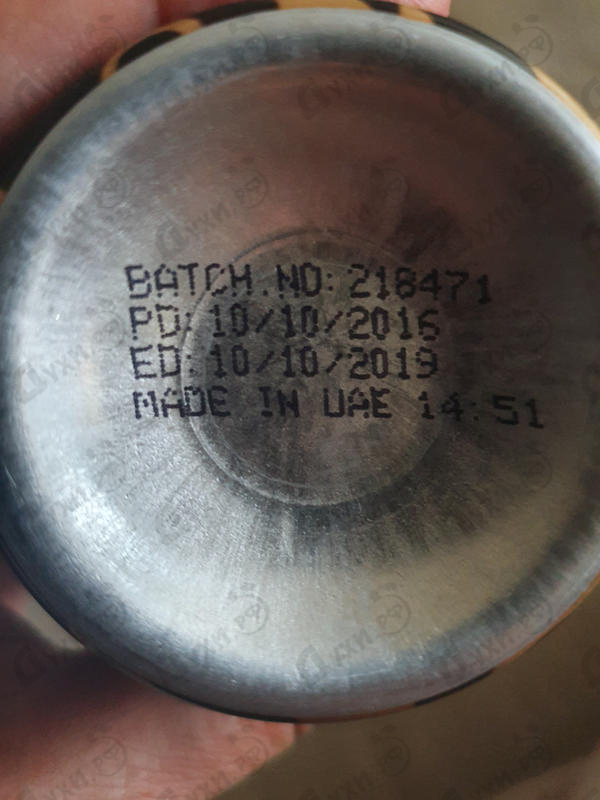 BATCH.NO: 218471
PD: 10/10/2016
ED: 10/10/2019
MADE IN UAE 14:51